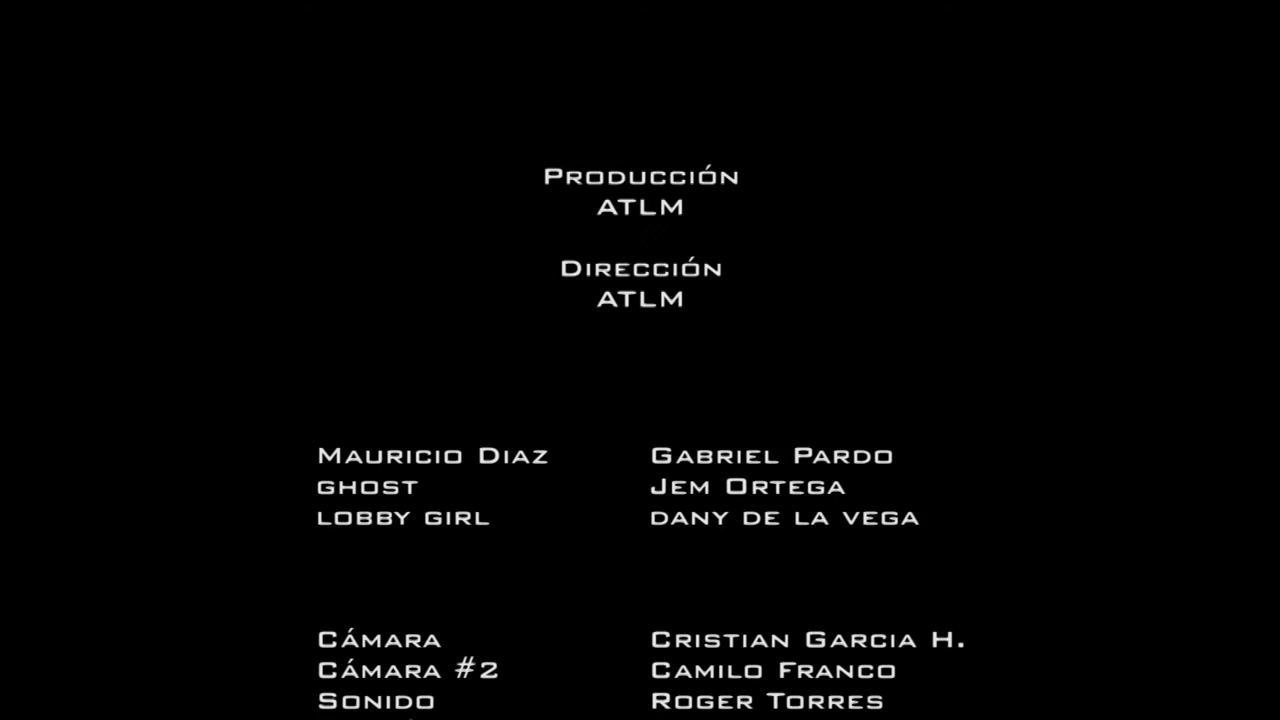 Producción
ATLM
Dirección
ATLM
Mauricio Diaz Gabriel Pardo
GHOST Jem Ortega
LOBBY GIRL DANY DE LA VEGA
Cámara Cristian Garcia H.
Cámara #2 Camilo Franco
Sonido Roger Torres